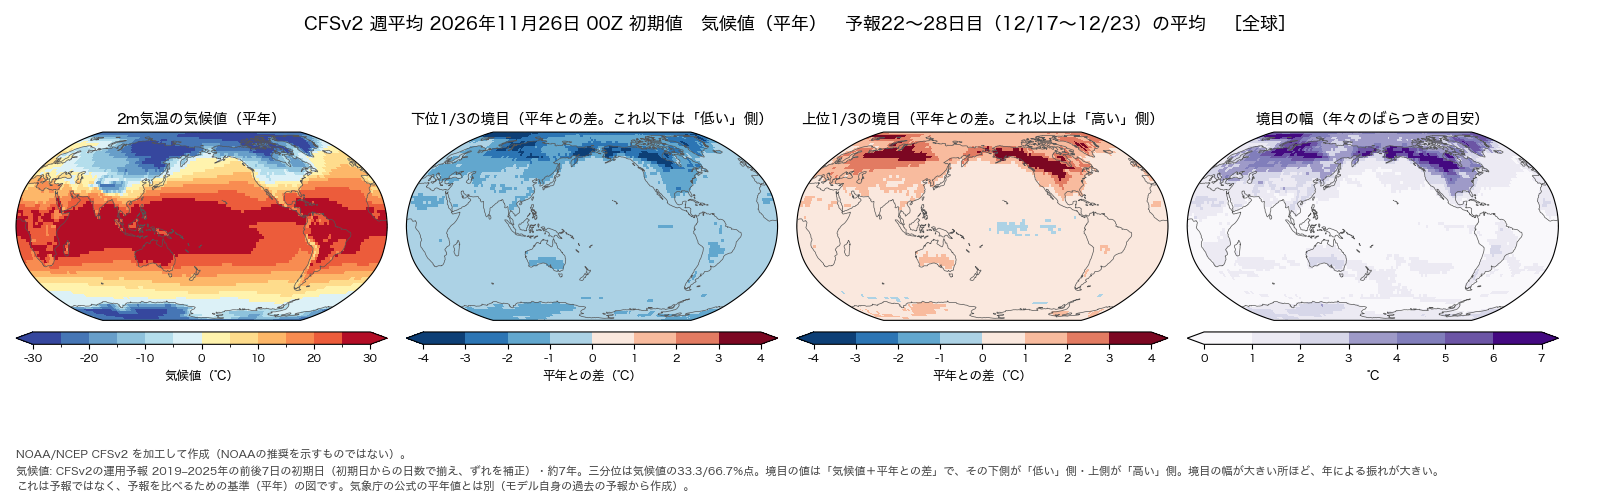 CFSv2 週平均 2026年11月26日 00Z 初期値　気候値（平年）　予報22～28日目（12/17～12/23）の平均　［全球］
2m気温の気候値（平年）
下位1/3の境目（平年との差。これ以下は「低い」側）
上位1/3の境目（平年との差。これ以上は「高い」側）
境目の幅（年々のばらつきの目安）
-30 -20 -10 0 10 20 30
-4 -3 -2 -1 0 1 2 3 4
-4 -3 -2 -1 0 1 2 3 4
0 1 2 3 4 5 6 7
気候値（℃）
平年との差（℃）
平年との差（℃）
℃
NOAA/NCEP CFSv2 を加工して作成（NOAAの推奨を示すものではない）。
気候値: CFSv2の運用予報 2019–2025年の前後7日の初期日（初期日からの日数で揃え、ずれを補正）・約7年。三分位は気候値の33.3/66.7%点。境目の値は「気候値＋平年との差」で、その下側が「低い」側・上側が「高い」側。境目の幅が大きい所ほど、年による振れが大きい。
これは予報ではなく、予報を比べるための基準（平年）の図です。気象庁の公式の平年値とは別（モデル自身の過去の予報から作成）。